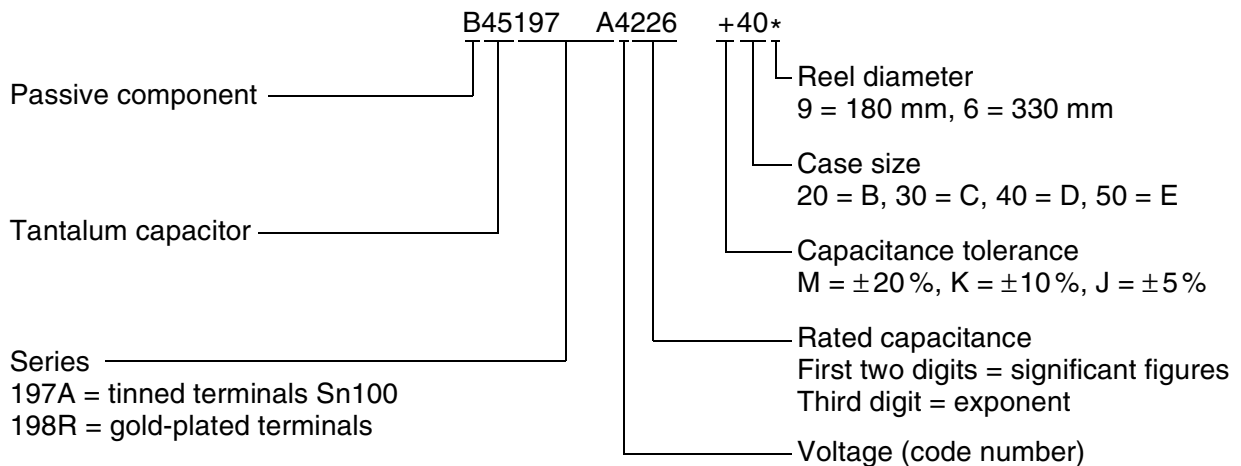 B45197 A4226 +40*
Passive component
Tantalum capacitor
Series
197A = tinned terminals Sn100
198R = gold-plated terminals
Reel diameter
9 = 180 mm, 6 = 330 mm
Case size
20 = B, 30 = C, 40 = D, 50 = E
Capacitance tolerance
M = ±20 %, K = ±10 %, J = ±5 %
Rated capacitance
First two digits = significant figures
Third digit = exponent
Voltage (code number)